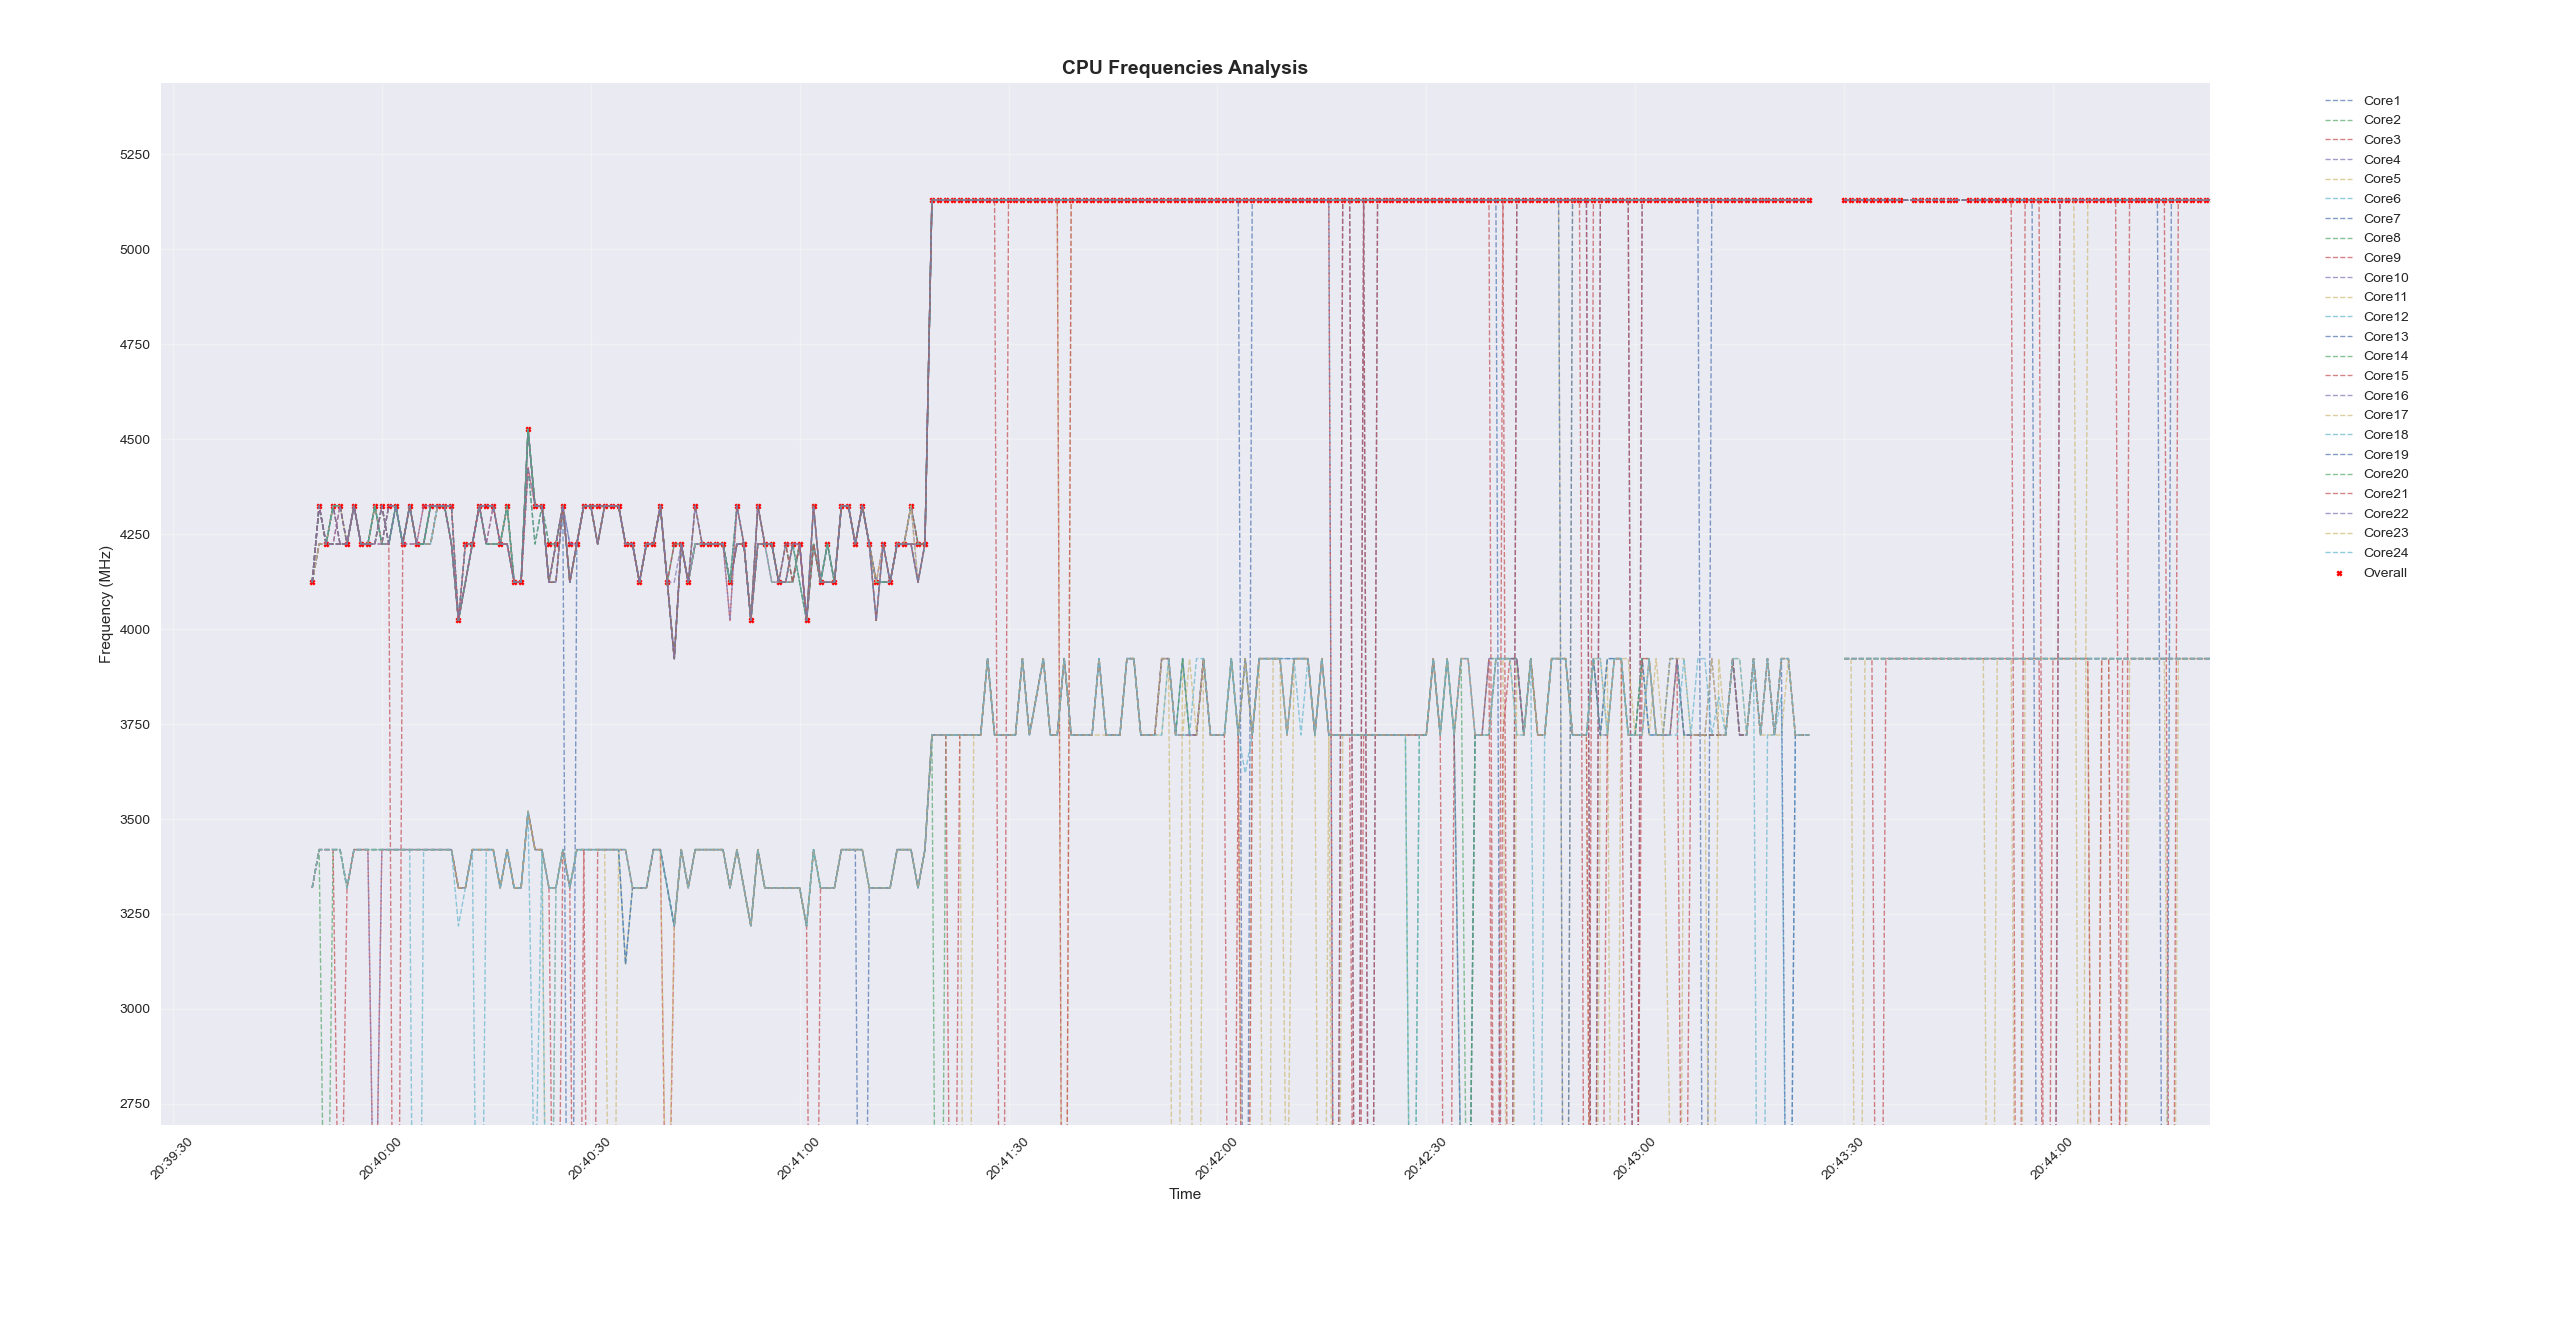 CPU Frequencies Analysis
Frequency (MHz)
5250
5000
4750
4500
4250
4000
3750
3500
3250
3000
2750
20:39:30
20:40:00
20:40:30
20:41:00
20:41:30
20:42:00
20:42:30
20:43:00
20:43:30
20:44:00
Time
Core1
Core2
Core3
Core4
Core5
Core6
Core7
Core8
Core9
Core10
Core11
Core12
Core13
Core14
Core15
Core16
Core17
Core18
Core19
Core20
Core21
Core22
Core23
Core24
Overall